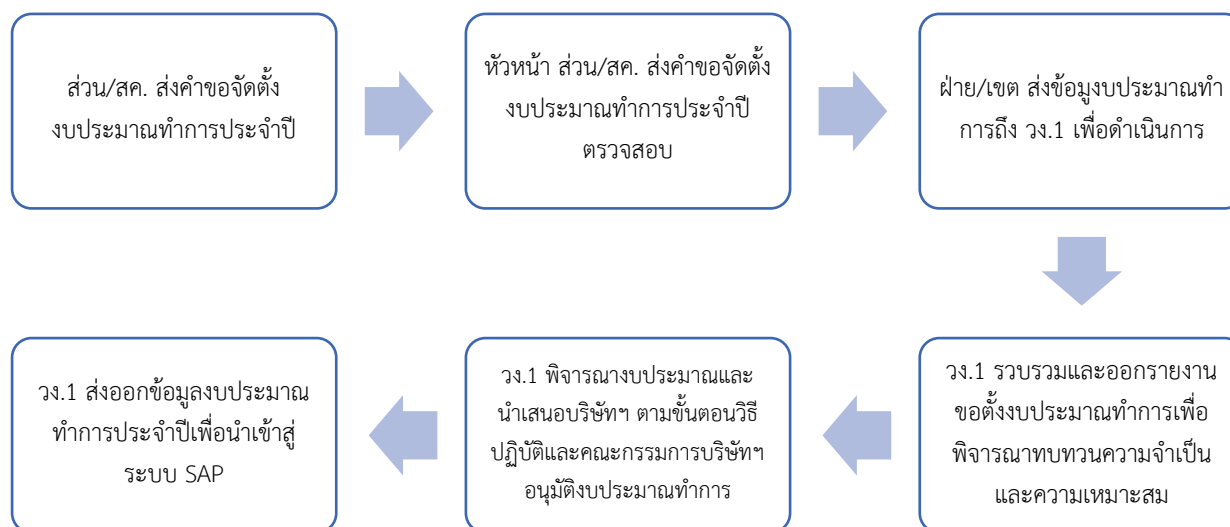 ส่วน/สค. ส่งคำขอจัดตั้ง
งบประมาณทำการประจำปี
หัวหน้า ส่วน/สค. ส่งคำขอจัดตั้ง
งบประมาณทำการประจำปี
ตรวจสอบ
ฝ่าย/เขต ส่งข้อมูงบประมาณทำ
การถึง วง.1 เพื่อดำเนินการ
วง.1 รวบรวมและออกรายงาน
ขอตั้งงบประมาณทำการเพื่อ
พิจารณาทบทวนความจำเป็น
และความเหมาะสม
วง.1 พิจารณางบประมาณและ
นำเสนอบริษัทฯ ตามขั้นตอนวิธี
ปฏิบัติและคณะกรรมการบริษัทฯ
อนุมัติงบประมาณทำการ
วง.1 ส่งออกข้อมูลงบประมาณ
ทำการประจำปีเพื่อนำเข้าสู่
ระบบ SAP